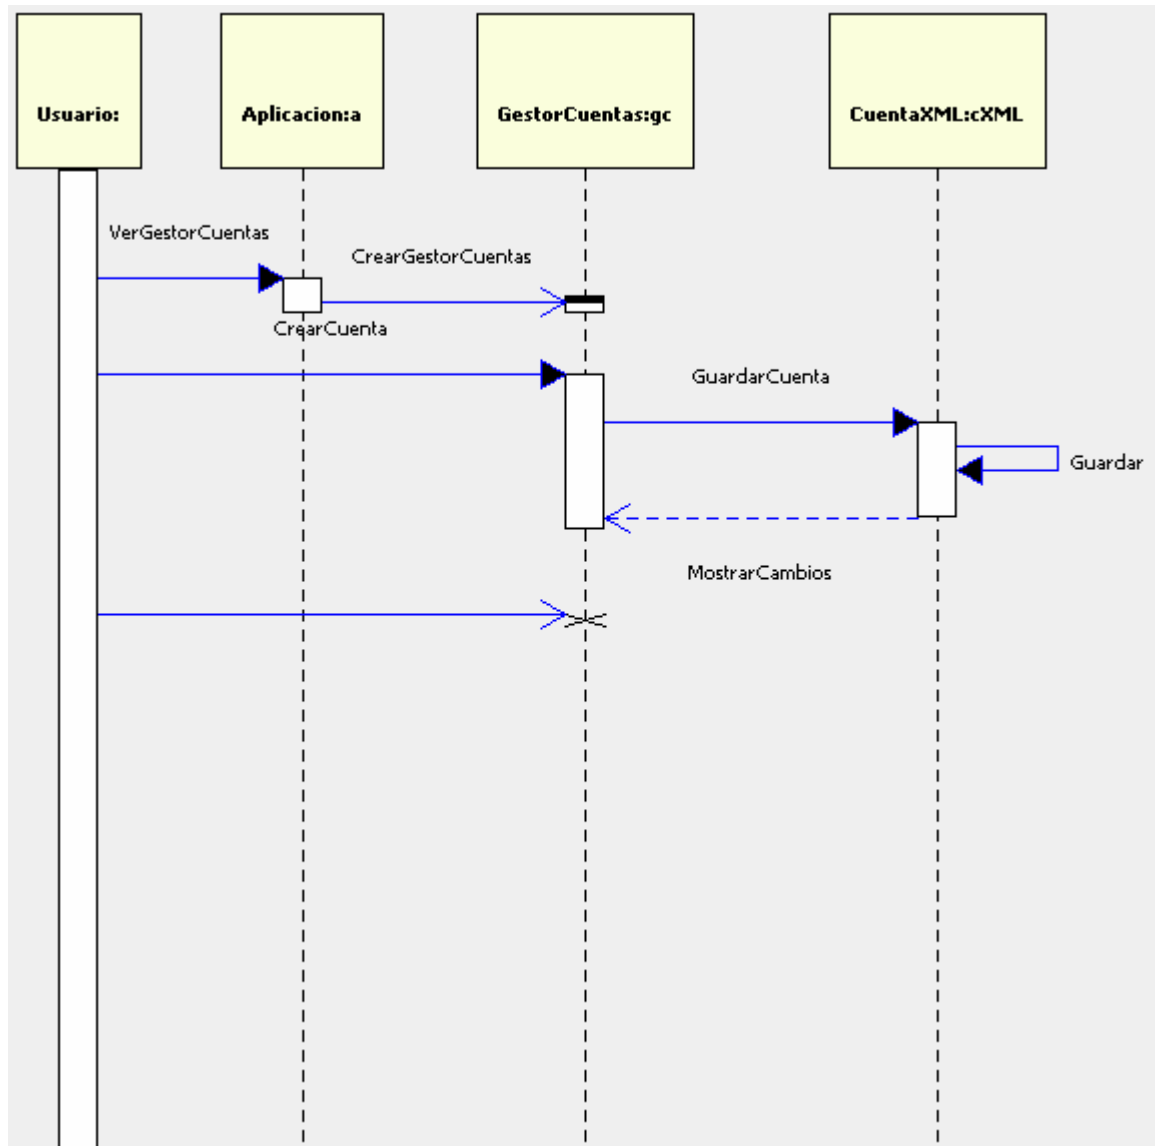 Usuario:
Aplicacion:a
GestorCuentas:gc
CuentaXML:cXML
VerGestorCuentas
CrearGestorCuentas
CrearCuenta
GuardarCuenta
Guardar
MostrarCambios